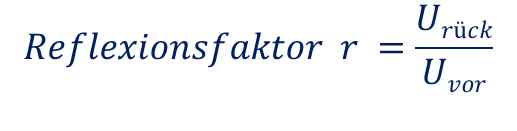 Reflexionsfaktor r = U_rück / U_vor